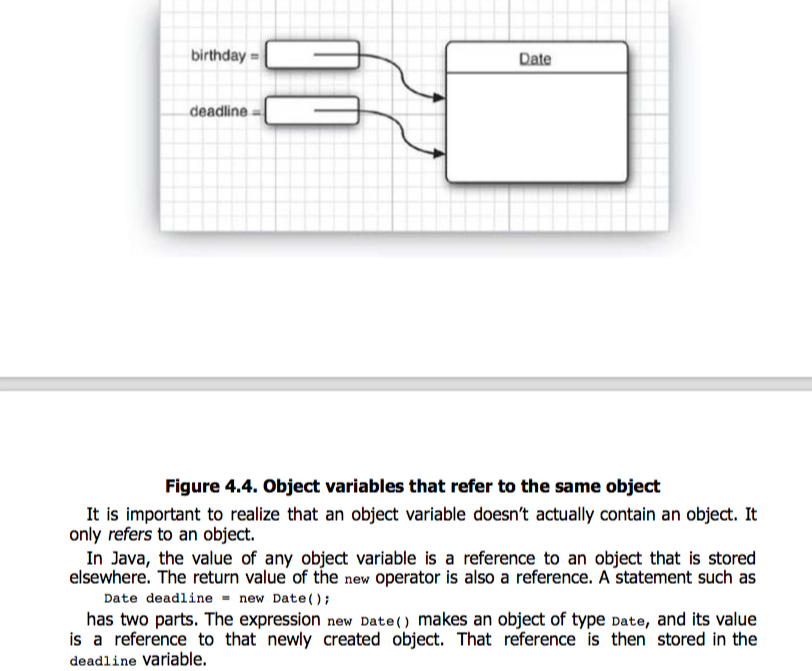 birthday =
Date
deadline =
Figure 4.4. Object variables that refer to the same object
It is important to realize that an object variable doesn’t actually contain an object. It
only refers to an object.
In Java, the value of any object variable is a reference to an object that is stored
elsewhere. The return value of the new operator is also a reference. A statement such as
Date deadline = new Date();
has two parts. The expression new Date() makes an object of type Date, and its value
is a reference to that newly created object. That reference is then stored in the
deadline variable.